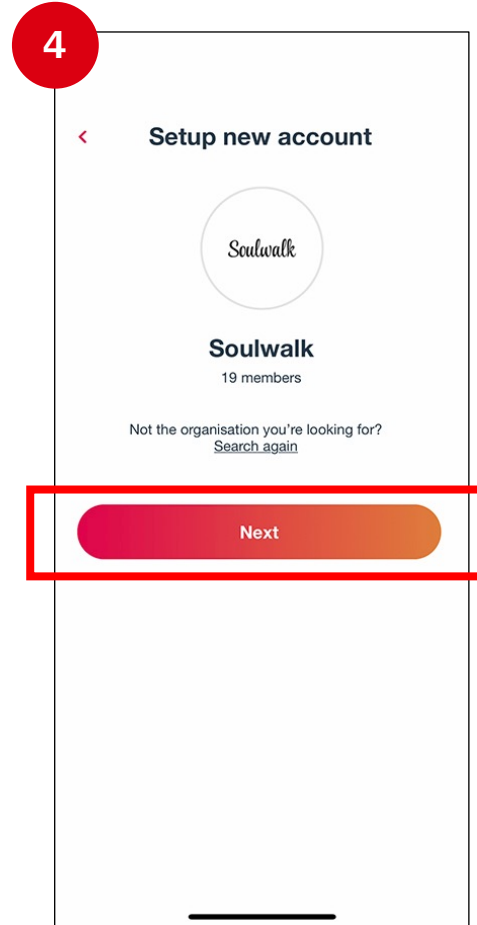 4
Setup new account
Soulwalk
Soulwalk
19 members
Not the organisation you're looking for?
Search again
Next